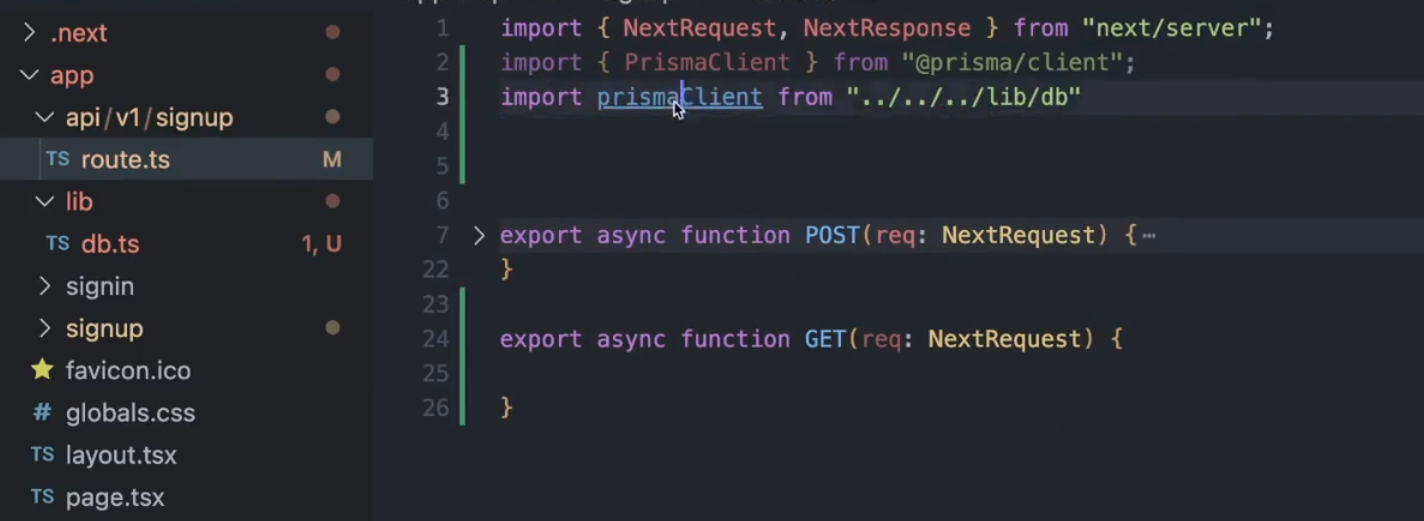 .next
app
api/v1/signup
TS route.ts M
lib
TS db.ts 1, U
signin
signup
favicon.ico
# globals.css
TS layout.tsx
TS page.tsx
1 import { NextRequest, NextResponse } from "next/server";
2 import { PrismaClient } from "@prisma/client";
3 import prismaClient from "../../../lib/db"
4
5
6
7 export async function POST(req: NextRequest) {⋯
22 }
23
24 export async function GET(req: NextRequest) {
25
26 }